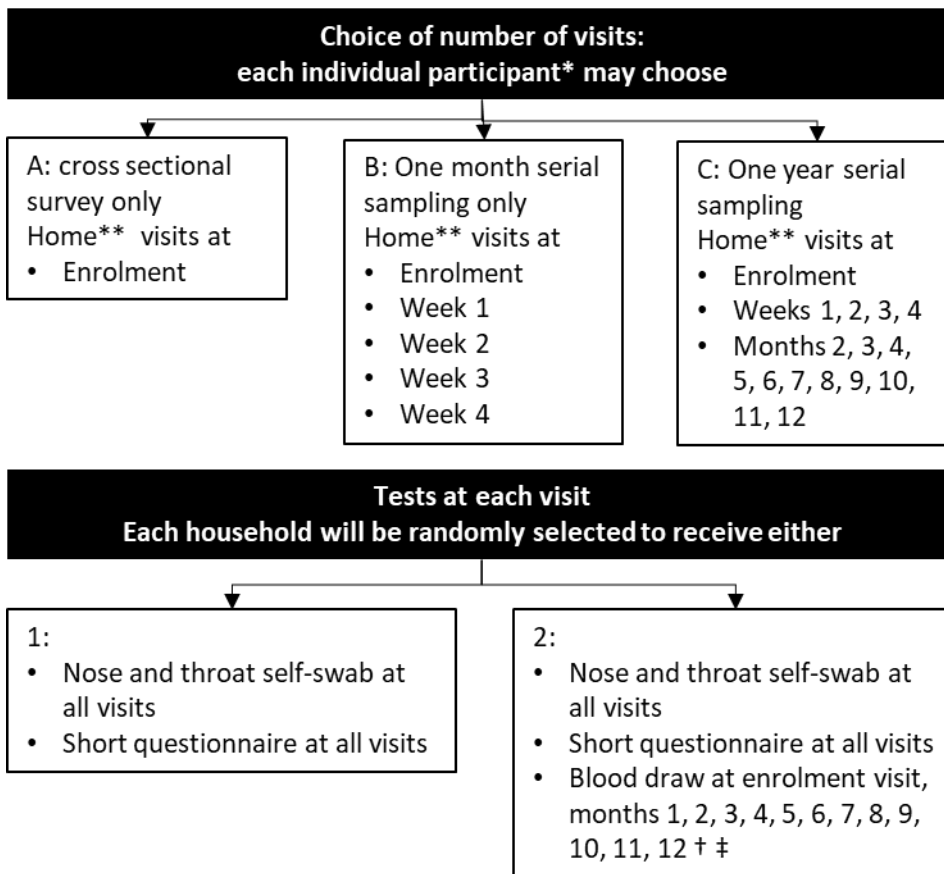 Choice of number of visits:
each individual participant* may choose
A: cross sectional
survey only
Home** visits at
• Enrolment
B: One month serial
sampling only
Home** visits at
• Enrolment
• Week 1
• Week 2
• Week 3
• Week 4
C: One year serial
sampling
Home** visits at
• Enrolment
• Weeks 1, 2, 3, 4
• Months 2, 3, 4,
5, 6, 7, 8, 9, 10,
11, 12
Tests at each visit
Each household will be randomly selected to receive either
1:
• Nose and throat self-swab at
all visits
• Short questionnaire at all visits
2:
• Nose and throat self-swab at
all visits
• Short questionnaire at all visits
• Blood draw at enrolment visit,
months 1, 2, 3, 4, 5, 6, 7, 8, 9,
10, 11, 12 † ‡